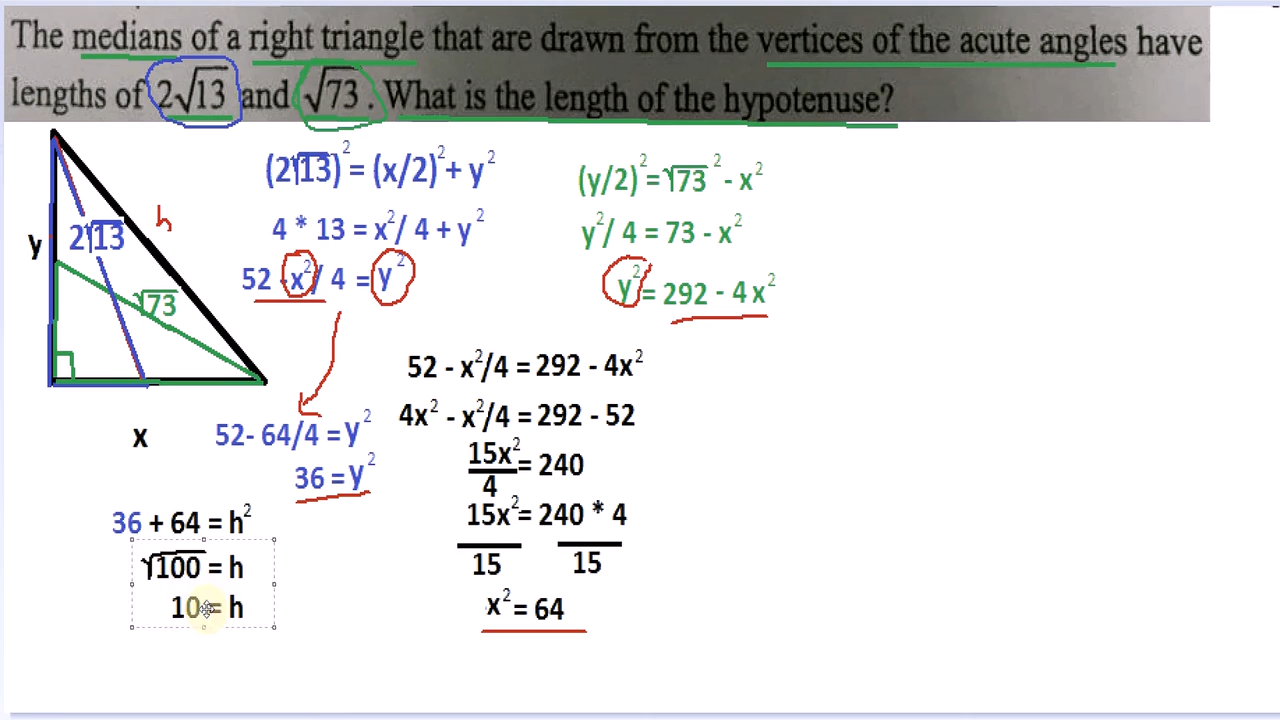 The medians of a right triangle that are drawn from the vertices of the acute angles have
lengths of 2√13 and √73. What is the length of the hypotenuse?
h
y
2√13
√73
x
(2√13)² = (x/2)² + y²
4 * 13 = x²/ 4 + y²
52 - x²/ 4 = y²
(y/2)² = √73² - x²
y²/ 4 = 73 - x²
y² = 292 - 4x²
52 - x²/4 = 292 - 4x²
4x² - x²/4 = 292 - 52
15x²/4 = 240
15x² = 240 * 4
15 15
x² = 64
52- 64/4 = y²
36 = y²
36 + 64 = h²
√100 = h
10 = h